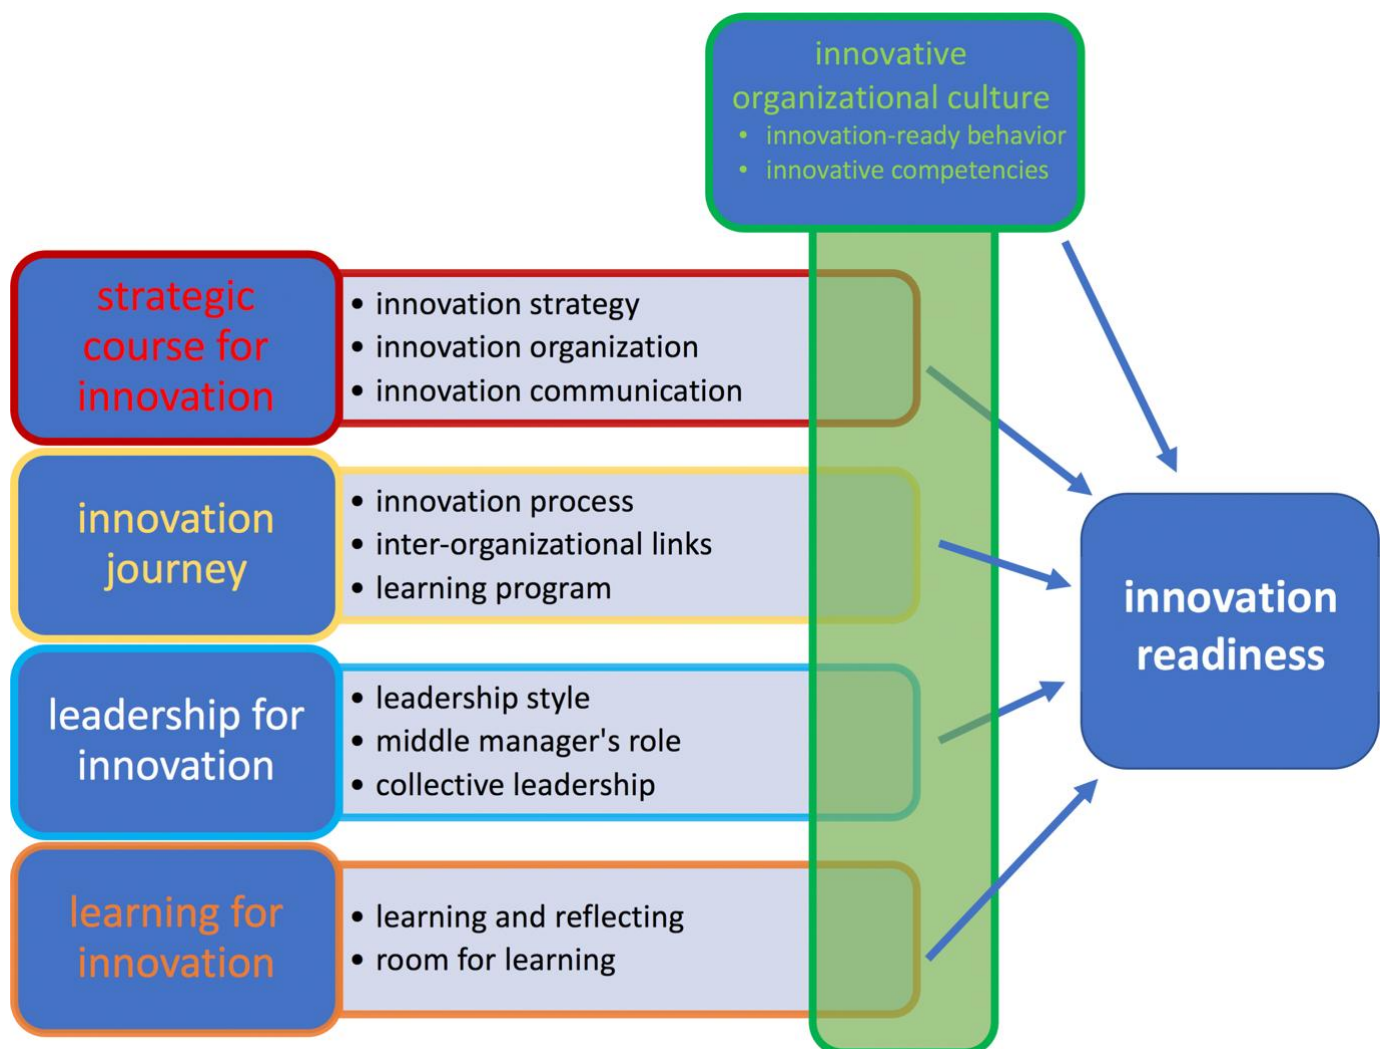 innovative
organizational culture
• innovation-ready behavior
• innovative competencies
strategic
course for
innovation
• innovation strategy
• innovation organization
• innovation communication
innovation
journey
• innovation process
• inter-organizational links
• learning program
leadership for
innovation
• leadership style
• middle manager's role
• collective leadership
learning for
innovation
• learning and reflecting
• room for learning
innovation
readiness